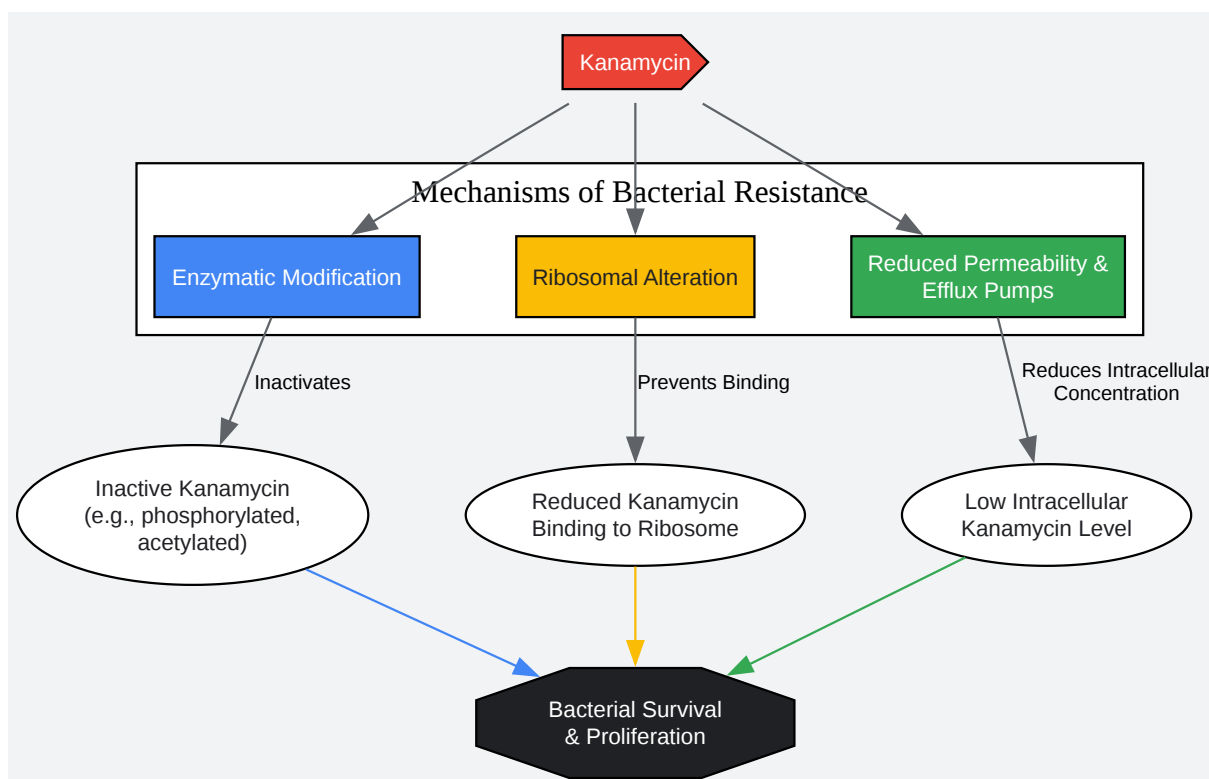 Kanamycin
Mechanisms of Bacterial Resistance
Enzymatic Modification
Ribosomal Alteration
Reduced Permeability &
Efflux Pumps
Inactivates
Prevents Binding
Reduces Intracellular
Concentration
Inactive Kanamycin
(e.g., phosphorylated,
acetylated)
Reduced Kanamycin
Binding to Ribosome
Low Intracellular
Kanamycin Level
Bacterial Survival
& Proliferation